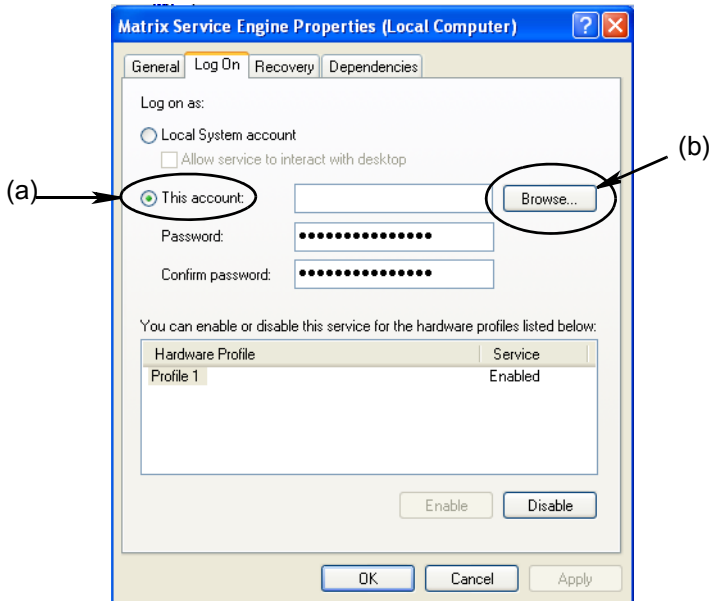 Matrix Service Engine Properties (Local Computer)
General Log On Recovery Dependencies
Log on as:
Local System account
Allow service to interact with desktop
(b)
(a) This account: Browse...
Password: •••••••••••••••
Confirm password: •••••••••••••••
You can enable or disable this service for the hardware profiles listed below:
Hardware Profile Service
Profile 1 Enabled
Enable Disable
OK Cancel Apply